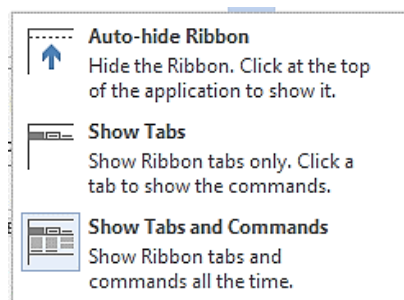 Auto-hide Ribbon
Hide the Ribbon. Click at the top
of the application to show it.
Show Tabs
Show Ribbon tabs only. Click a
tab to show the commands.
Show Tabs and Commands
Show Ribbon tabs and
commands all the time.